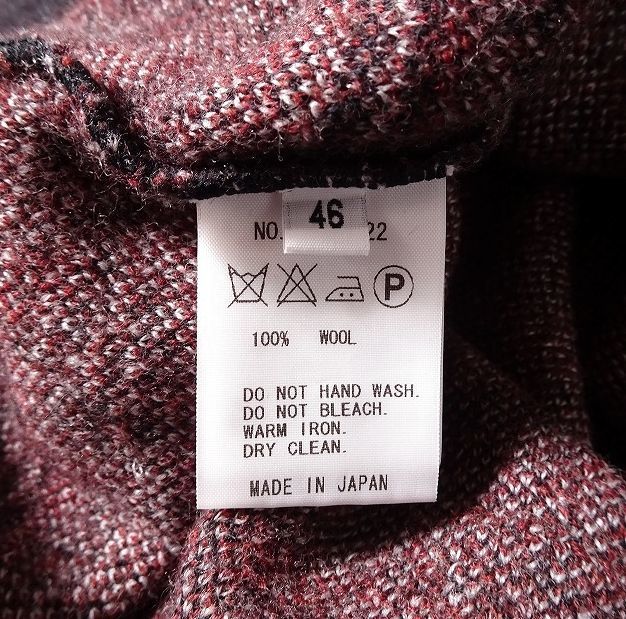 46
NO. 22
P
100% WOOL
DO NOT HAND WASH.
DO NOT BLEACH.
WARM IRON.
DRY CLEAN.
MADE IN JAPAN